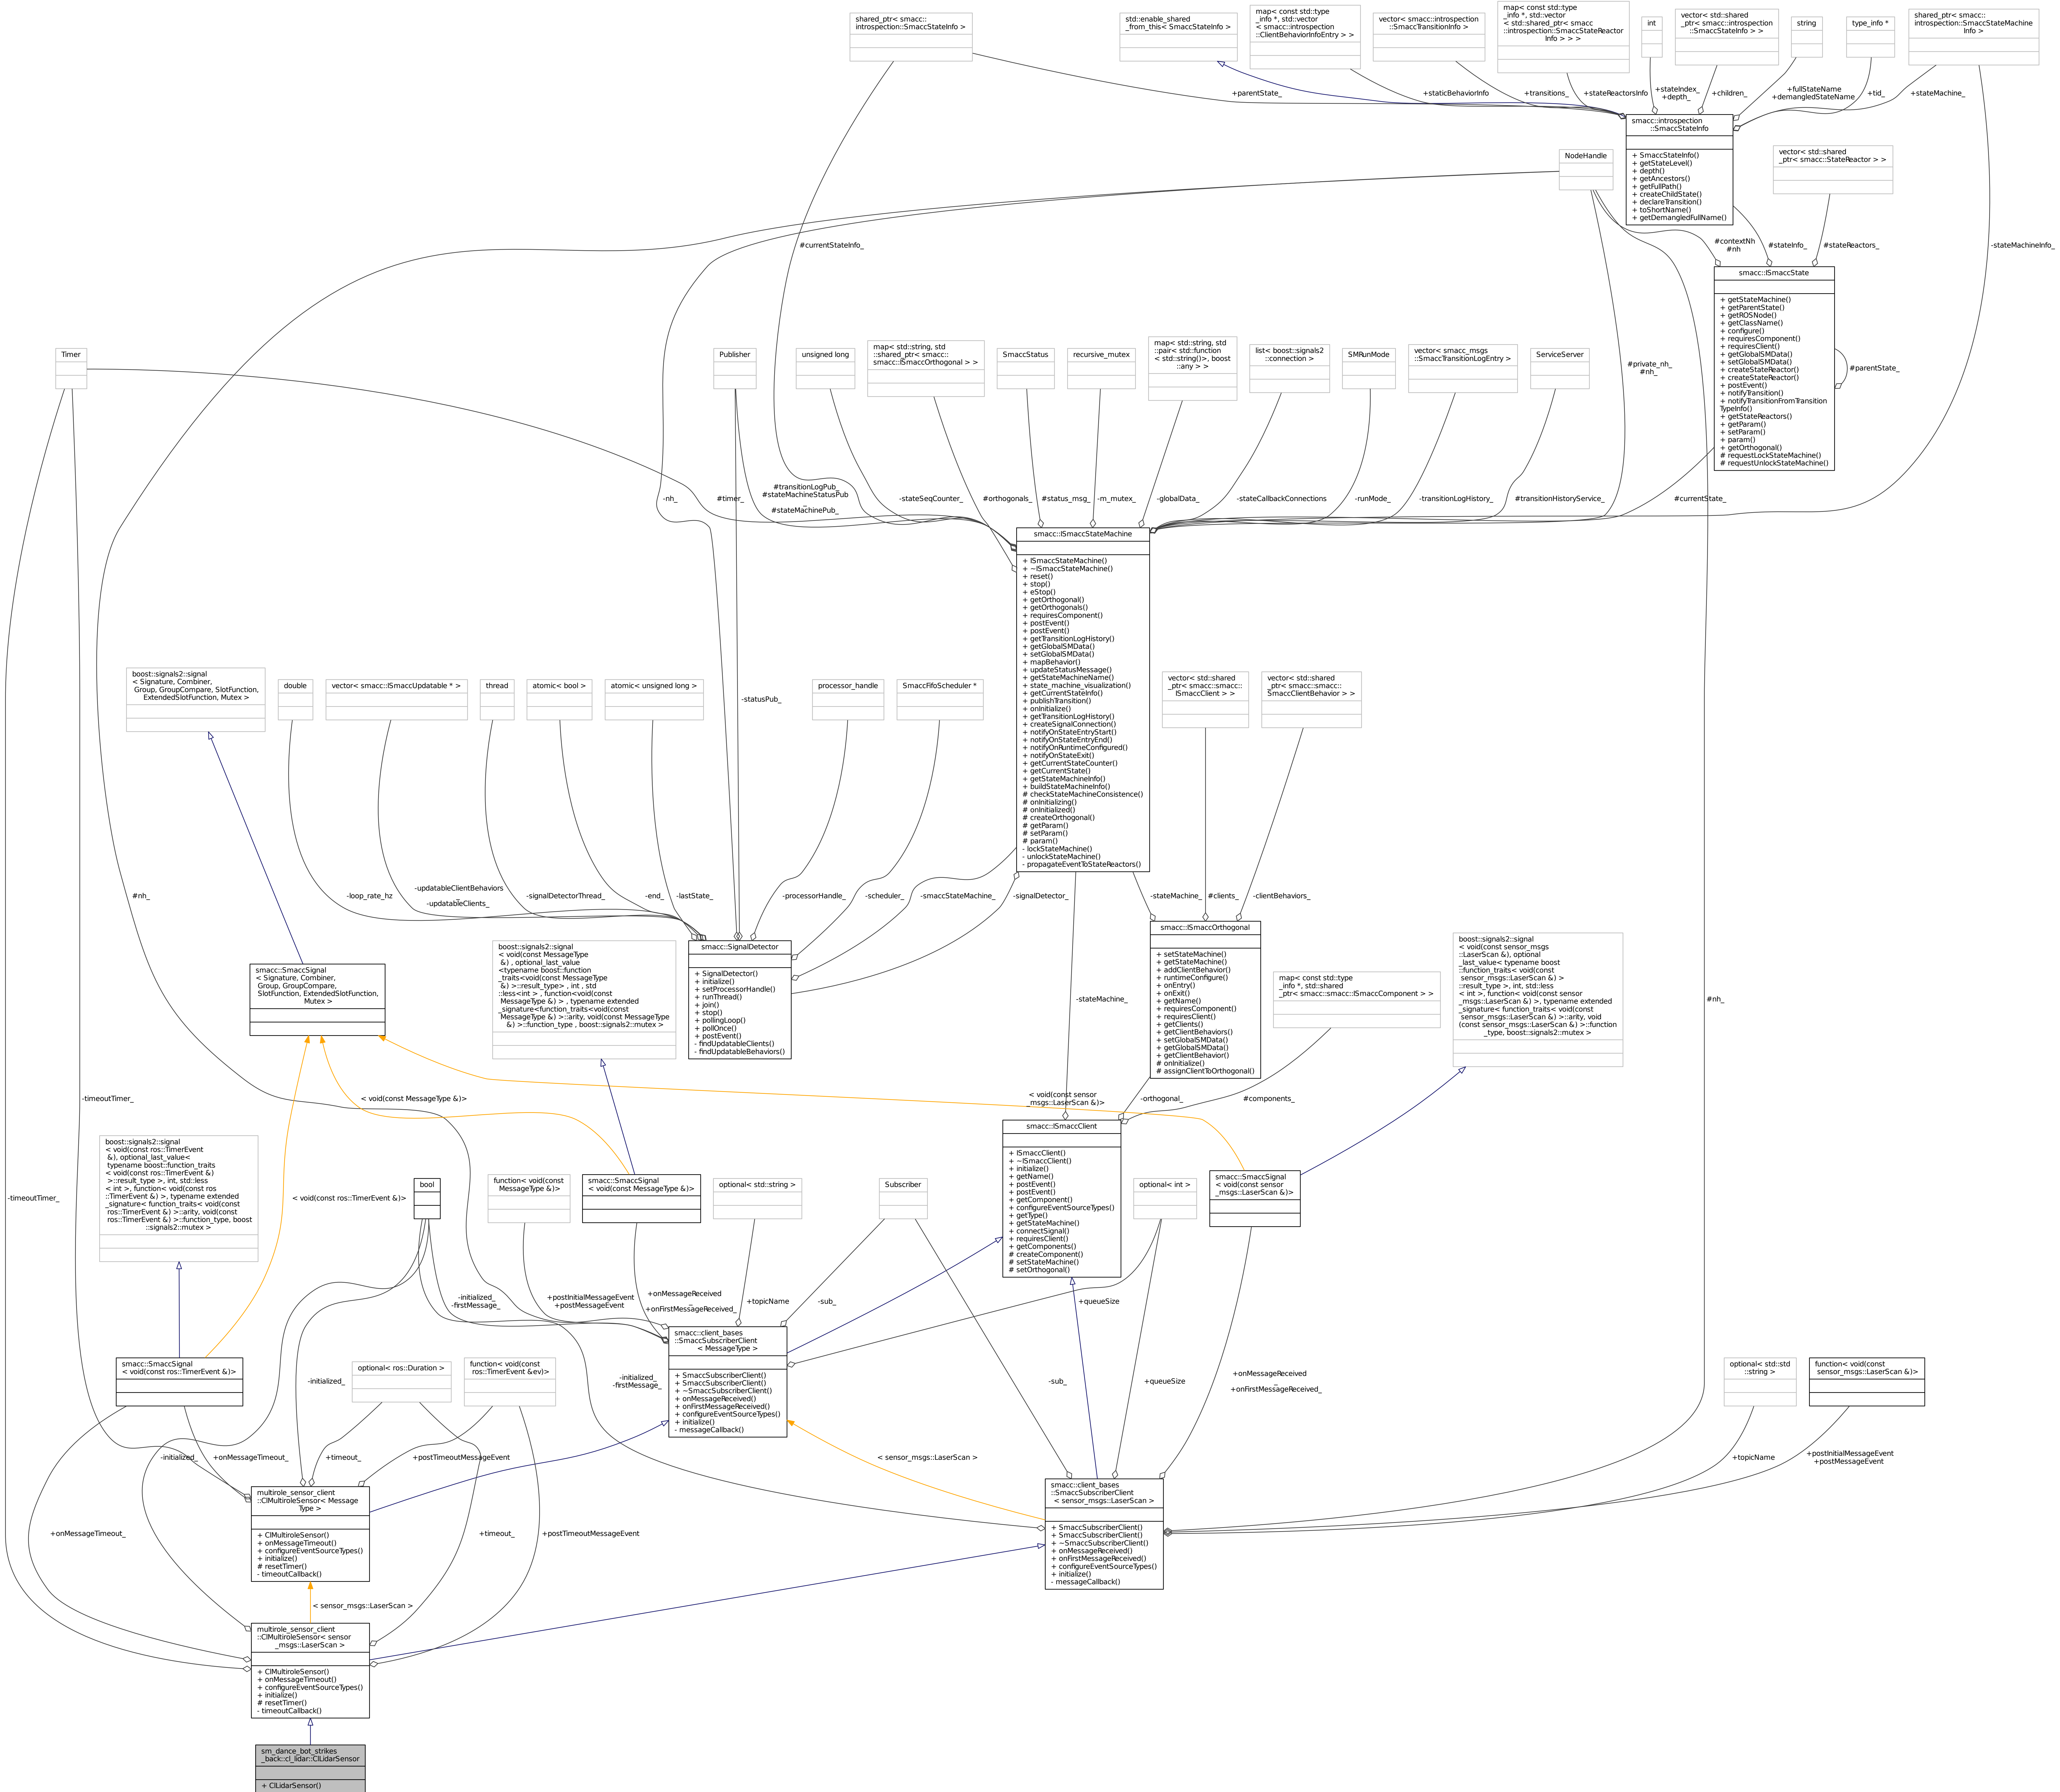 shared_ptr< smacc::
introspection::SmaccStateInfo >
std::enable_shared
_from_this< SmaccStateInfo >
map< const std::type
_info *, std::vector
< smacc::introspection
::ClientBehaviorInfoEntry > >
vector< smacc::introspection
::SmaccTransitionInfo >
map< const std::type
_info *, std::vector
< std::shared_ptr< smacc
::introspection::SmaccStateReactor
Info > > >
int
vector< std::shared
_ptr< smacc::introspection
::SmaccStateInfo > >
string
type_info *
shared_ptr< smacc::
introspection::SmaccStateMachine
Info >
+parentState_
+staticBehaviorInfo
+transitions_
+stateReactorsInfo
+stateIndex_
+depth_
+children_
+fullStateName
+demangledStateName
+tid_
+stateMachine_
smacc::introspection
::SmaccStateInfo
+ SmaccStateInfo()
+ getStateLevel()
+ depth()
+ getAncestors()
+ getFullPath()
+ createChildState()
+ declareTransition()
+ toShortName()
+ getDemangledFullName()
NodeHandle
vector< std::shared
_ptr< smacc::StateReactor > >
#currentStateInfo_
#contextNh
#nh
#stateInfo_
#stateReactors_
-stateMachineInfo_
smacc::ISmaccState
+ getStateMachine()
+ getParentState()
+ getROSNode()
+ getClassName()
+ configure()
+ requiresComponent()
+ requiresClient()
+ getGlobalSMData()
+ setGlobalSMData()
+ createStateReactor()
+ createStateReactor()
+ postEvent()
+ notifyTransition()
+ notifyTransitionFromTransition
TypeInfo()
+ getStateReactors()
+ getParam()
+ setParam()
+ param()
+ getOrthogonal()
# requestLockStateMachine()
# requestUnlockStateMachine()
#parentState_
Timer
Publisher
unsigned long
map< std::string, std
::shared_ptr< smacc::
smacc::ISmaccOrthogonal > >
SmaccStatus
recursive_mutex
map< std::string, std
::pair< std::function
< std::string()>, boost
::any > >
list< boost::signals2
::connection >
SMRunMode
vector< smacc_msgs
::SmaccTransitionLogEntry >
ServiceServer
#private_nh_
#nh_
-nh_
#timer_
#transitionLogPub_
#stateMachineStatusPub
_
#stateMachinePub_
-stateSeqCounter_
#orthogonals_
#status_msg_
-m_mutex_
-globalData_
-stateCallbackConnections
-runMode_
-transitionLogHistory_
#transitionHistoryService_
#currentState_
smacc::ISmaccStateMachine
+ ISmaccStateMachine()
+ ~ISmaccStateMachine()
+ reset()
+ stop()
+ eStop()
+ getOrthogonal()
+ getOrthogonals()
+ requiresComponent()
+ postEvent()
+ postEvent()
+ getTransitionLogHistory()
+ getGlobalSMData()
+ setGlobalSMData()
+ mapBehavior()
+ updateStatusMessage()
+ getStateMachineName()
+ state_machine_visualization()
+ getCurrentStateInfo()
+ publishTransition()
+ onInitialize()
+ getTransitionLogHistory()
+ createSignalConnection()
+ notifyOnStateEntryStart()
+ notifyOnStateEntryEnd()
+ notifyOnRuntimeConfigured()
+ notifyOnStateExit()
+ getCurrentStateCounter()
+ getCurrentState()
+ getStateMachineInfo()
+ buildStateMachineInfo()
# checkStateMachineConsistence()
# onInitializing()
# onInitialized()
# createOrthogonal()
# getParam()
# setParam()
# param()
- lockStateMachine()
- unlockStateMachine()
- propagateEventToStateReactors()
boost::signals2::signal
< Signature, Combiner,
Group, GroupCompare, SlotFunction,
ExtendedSlotFunction, Mutex >
double
vector< smacc::ISmaccUpdatable * >
thread
atomic< bool >
atomic< unsigned long >
-statusPub_
processor_handle
SmaccFifoScheduler *
vector< std::shared
_ptr< smacc::smacc::
ISmaccClient > >
vector< std::shared
_ptr< smacc::smacc::
SmaccClientBehavior > >
#nh_
-loop_rate_hz
-updatableClientBehaviors
_
-updatableClients_
-signalDetectorThread_
-end_
-lastState_
-processorHandle_
-scheduler_
-smaccStateMachine_
-signalDetector_
-stateMachine_
#clients_
-clientBehaviors_
smacc::SmaccSignal
< Signature, Combiner,
Group, GroupCompare,
SlotFunction, ExtendedSlotFunction,
Mutex >
boost::signals2::signal
< void(const MessageType
&) , optional_last_value
<typename boost::function
_traits<void(const MessageType
&) >::result_type> , int , std
::less<int > , function<void(const
MessageType &) > , typename extended
_signature<function_traits<void(const
MessageType &) >::arity, void(const MessageType
&) >::function_type , boost::signals2::mutex >
smacc::SignalDetector
+ SignalDetector()
+ initialize()
+ setProcessorHandle()
+ runThread()
+ join()
+ stop()
+ pollingLoop()
+ pollOnce()
+ postEvent()
- findUpdatableClients()
- findUpdatableBehaviors()
-stateMachine_
smacc::ISmaccOrthogonal
+ setStateMachine()
+ getStateMachine()
+ addClientBehavior()
+ runtimeConfigure()
+ onEntry()
+ onExit()
+ getName()
+ requiresComponent()
+ requiresClient()
+ getClients()
+ getClientBehaviors()
+ setGlobalSMData()
+ getGlobalSMData()
+ getClientBehavior()
# onInitialize()
# assignClientToOrthogonal()
map< const std::type
_info *, std::shared
_ptr< smacc::smacc::ISmaccComponent > >
boost::signals2::signal
< void(const sensor_msgs
::LaserScan &), optional
_last_value< typename boost
::function_traits< void(const
sensor_msgs::LaserScan &) >
::result_type >, int, std::less
< int >, function< void(const sensor
_msgs::LaserScan &) >, typename extended
_signature< function_traits< void(const
sensor_msgs::LaserScan &) >::arity, void
(const sensor_msgs::LaserScan &) >::function
_type, boost::signals2::mutex >
#nh_
-timeoutTimer_
< void(const MessageType &)>
< void(const sensor
_msgs::LaserScan &)>
-orthogonal_
#components_
boost::signals2::signal
< void(const ros::TimerEvent
&), optional_last_value<
typename boost::function_traits
< void(const ros::TimerEvent &)
>::result_type >, int, std::less
< int >, function< void(const ros
::TimerEvent &) >, typename extended
_signature< function_traits< void(const
ros::TimerEvent &) >::arity, void(const
ros::TimerEvent &) >::function_type, boost
::signals2::mutex >
-timeoutTimer_
< void(const ros::TimerEvent &)>
bool
function< void(const
MessageType &)>
smacc::SmaccSignal
< void(const MessageType &)>
optional< std::string >
Subscriber
smacc::ISmaccClient
+ ISmaccClient()
+ ~ISmaccClient()
+ initialize()
+ getName()
+ postEvent()
+ postEvent()
+ getComponent()
+ configureEventSourceTypes()
+ getType()
+ getStateMachine()
+ connectSignal()
+ requiresClient()
+ getComponents()
# createComponent()
# setStateMachine()
# setOrthogonal()
optional< int >
smacc::SmaccSignal
< void(const sensor
_msgs::LaserScan &)>
-initialized_
-firstMessage_
+postInitialMessageEvent
+postMessageEvent
+onMessageReceived
_
+onFirstMessageReceived_
+topicName
-sub_
+queueSize
smacc::client_bases
::SmaccSubscriberClient
< MessageType >
+ SmaccSubscriberClient()
+ SmaccSubscriberClient()
+ ~SmaccSubscriberClient()
+ onMessageReceived()
+ onFirstMessageReceived()
+ configureEventSourceTypes()
+ initialize()
- messageCallback()
smacc::SmaccSignal
< void(const ros::TimerEvent &)>
-initialized_
optional< ros::Duration >
function< void(const
ros::TimerEvent &ev)>
-initialized_
-firstMessage_
-sub_
+queueSize
+onMessageReceived
_
+onFirstMessageReceived_
optional< std::std
::string >
function< void(const
sensor_msgs::LaserScan &)>
-initialized_
+onMessageTimeout_
+timeout_
+postTimeoutMessageEvent
< sensor_msgs::LaserScan >
+topicName
+postInitialMessageEvent
+postMessageEvent
multirole_sensor_client
::ClMultiroleSensor< Message
Type >
+ ClMultiroleSensor()
+ onMessageTimeout()
+ configureEventSourceTypes()
+ initialize()
# resetTimer()
- timeoutCallback()
smacc::client_bases
::SmaccSubscriberClient
< sensor_msgs::LaserScan >
+ SmaccSubscriberClient()
+ SmaccSubscriberClient()
+ ~SmaccSubscriberClient()
+ onMessageReceived()
+ onFirstMessageReceived()
+ configureEventSourceTypes()
+ initialize()
- messageCallback()
+onMessageTimeout_
+timeout_
+postTimeoutMessageEvent
< sensor_msgs::LaserScan >
multirole_sensor_client
::ClMultiroleSensor< sensor
_msgs::LaserScan >
+ ClMultiroleSensor()
+ onMessageTimeout()
+ configureEventSourceTypes()
+ initialize()
# resetTimer()
- timeoutCallback()
sm_dance_bot_strikes
_back::cl_lidar::ClLidarSensor
+ ClLidarSensor()